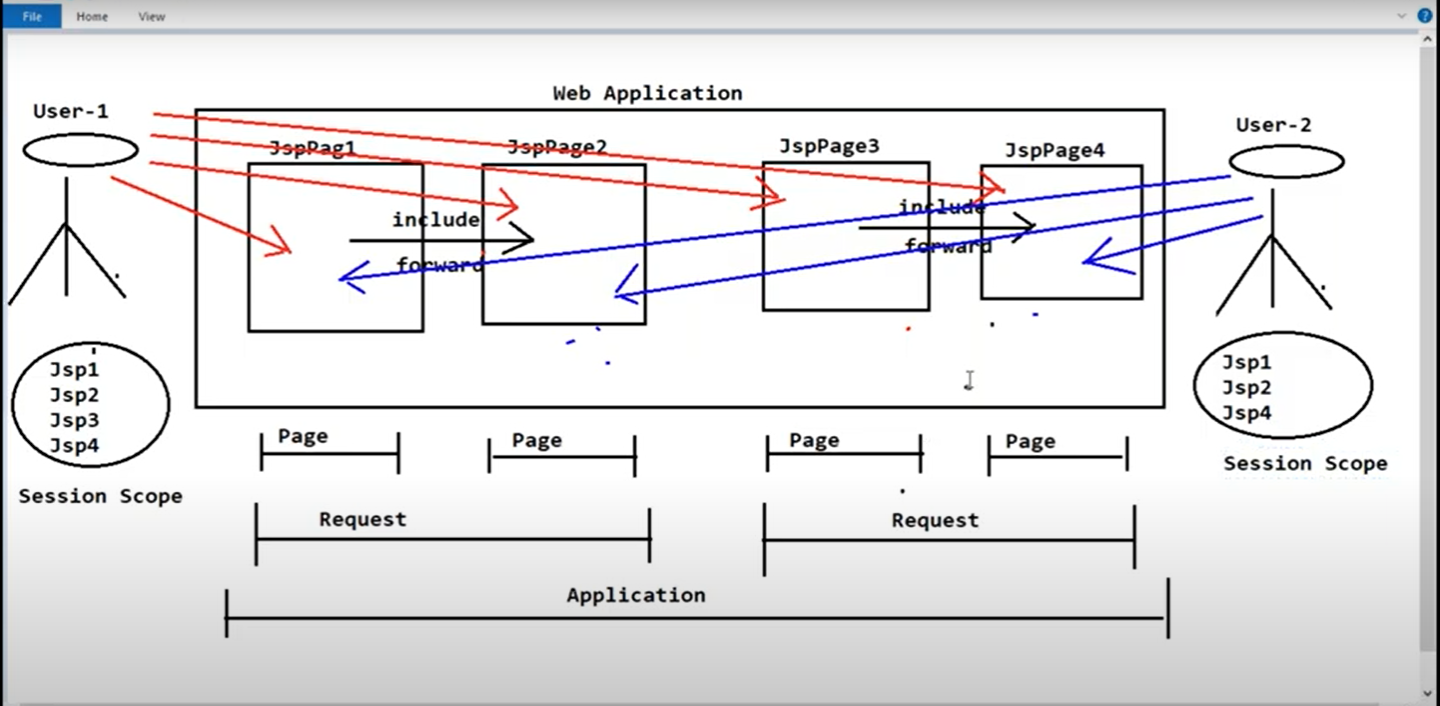 File Home View
Web Application
User-1
User-2
JspPag1 JspPage2 JspPage3 JspPage4
include
forward
include
forward
Jsp1
Jsp2
Jsp3
Jsp4
Session Scope
Jsp1
Jsp2
Jsp4
Session Scope
Page Page Page Page
Request Request
Application